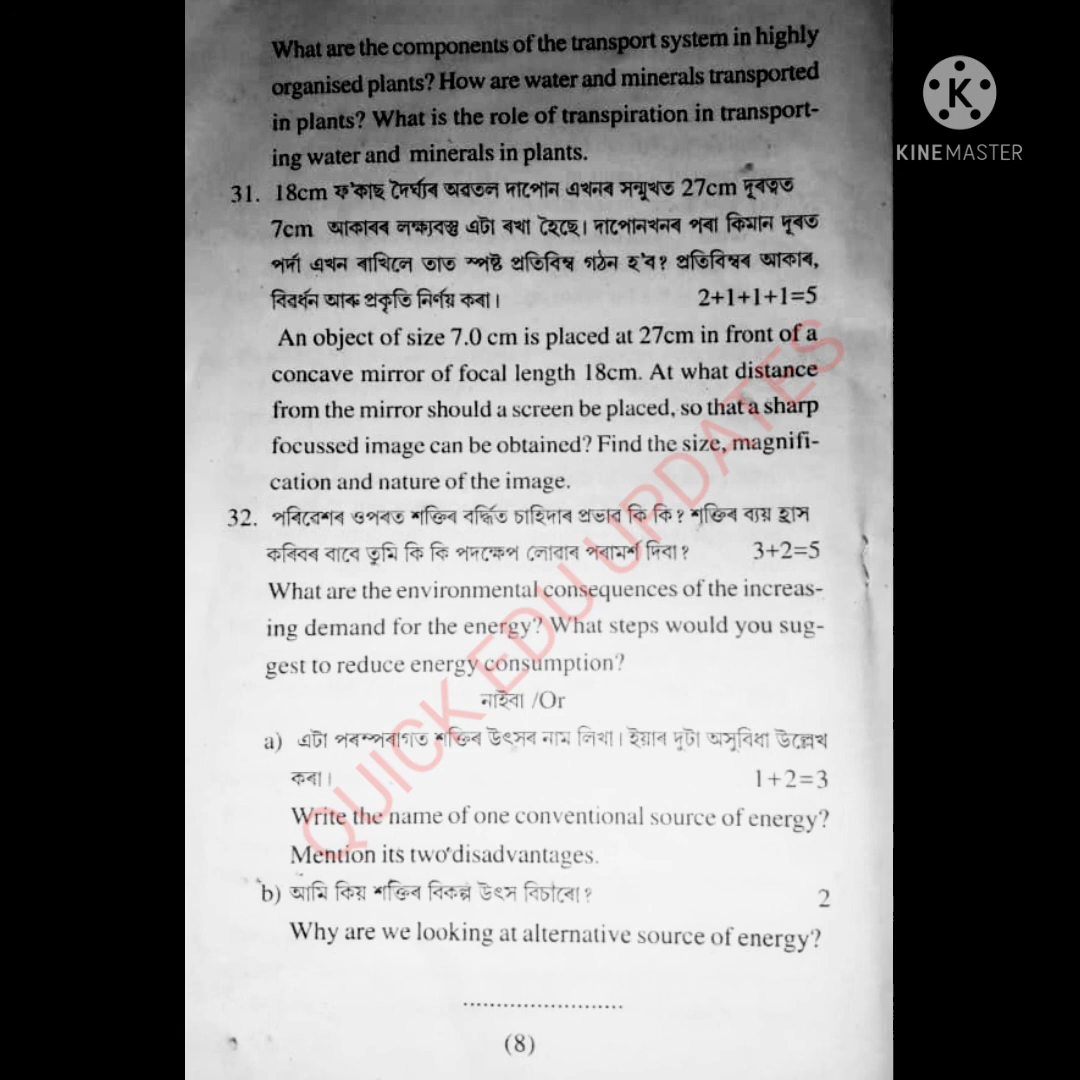 What are the components of the transport system in highly
organised plants? How are water and minerals transported
in plants? What is the role of transpiration in transport-
ing water and minerals in plants.
31. 18cm ফ'কাছ দৈৰ্ঘ্যৰ অৱতল দাপোন এখনৰ সন্মুখত 27cm দূৰত্বত
7cm আকাৰৰ লক্ষ্যবস্তু এটা ৰখা হৈছে। দাপোনখনৰ পৰা কিমান দূৰত
পৰ্দা এখন ৰাখিলে তাত স্পষ্ট প্ৰতিবিম্ব গঠন হ'ব? প্ৰতিবিম্বৰ আকাৰ,
বিবৰ্ধন আৰু প্ৰকৃতি নিৰ্ণয় কৰা। 2+1+1+1=5
An object of size 7.0 cm is placed at 27cm in front of a
concave mirror of focal length 18cm. At what distance
from the mirror should a screen be placed, so that a sharp
focussed image can be obtained? Find the size, magnifi-
cation and nature of the image.
32. পৰিৱেশৰ ওপৰত শক্তিৰ বৰ্দ্ধিত চাহিদাৰ প্ৰভাৱ কি কি? শক্তিৰ ব্যয় হ্ৰাস
কৰিবৰ বাবে তুমি কি কি পদক্ষেপ লোৱাৰ পৰামৰ্শ দিবা? 3+2=5
What are the environmental consequences of the increas-
ing demand for the energy? What steps would you sug-
gest to reduce energy consumption?
নাইবা /Or
a) এটা পৰম্পৰাগত শক্তিৰ উৎসৰ নাম লিখা। ইয়াৰ দুটা অসুবিধা উল্লেখ
কৰা। 1+2=3
Write the name of one conventional source of energy?
Mention its two disadvantages.
b) আমি কিয় শক্তিৰ বিকল্প উৎস বিচাৰো? 2
Why are we looking at alternative source of energy?
(8)
QUICK EDU UPDATES
K
KINEMASTER